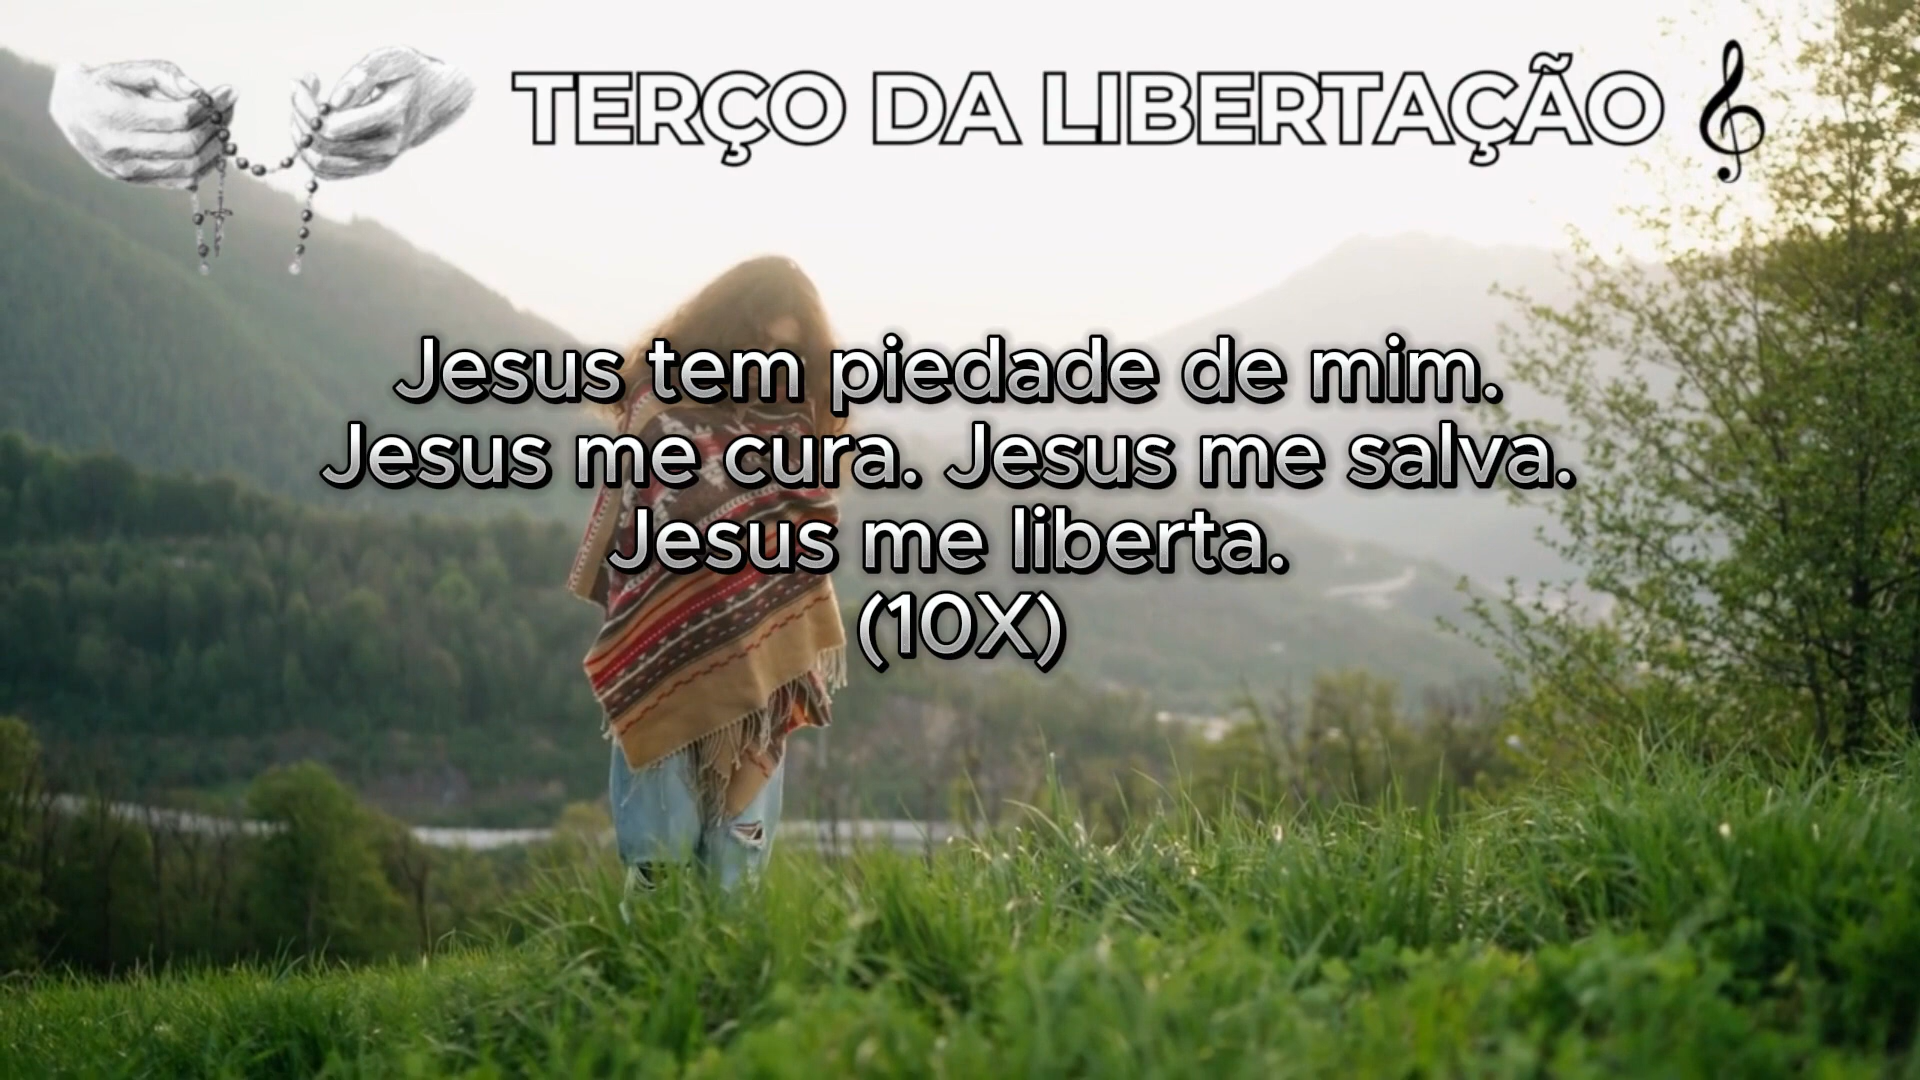 TERÇO DA LIBERTAÇÃO
Jesus tem piedade de mim.
Jesus me cura. Jesus me salva.
Jesus me liberta.
(10X)